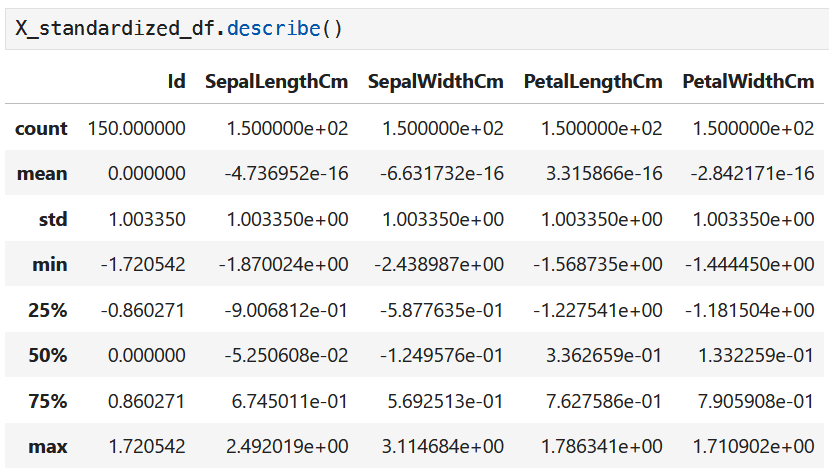 X_standardized_df.describe()
Id SepalLengthCm SepalWidthCm PetalLengthCm PetalWidthCm
count 150.000000 1.500000e+02 1.500000e+02 1.500000e+02 1.500000e+02
mean 0.000000 -4.736952e-16 -6.631732e-16 3.315866e-16 -2.842171e-16
std 1.003350 1.003350e+00 1.003350e+00 1.003350e+00 1.003350e+00
min -1.720542 -1.870024e+00 -2.438987e+00 -1.568735e+00 -1.444450e+00
25% -0.860271 -9.006812e-01 -5.877635e-01 -1.227541e+00 -1.181504e+00
50% 0.000000 -5.250608e-02 -1.249576e-01 3.362659e-01 1.332259e-01
75% 0.860271 6.745011e-01 5.692513e-01 7.627586e-01 7.905908e-01
max 1.720542 2.492019e+00 3.114684e+00 1.786341e+00 1.710902e+00